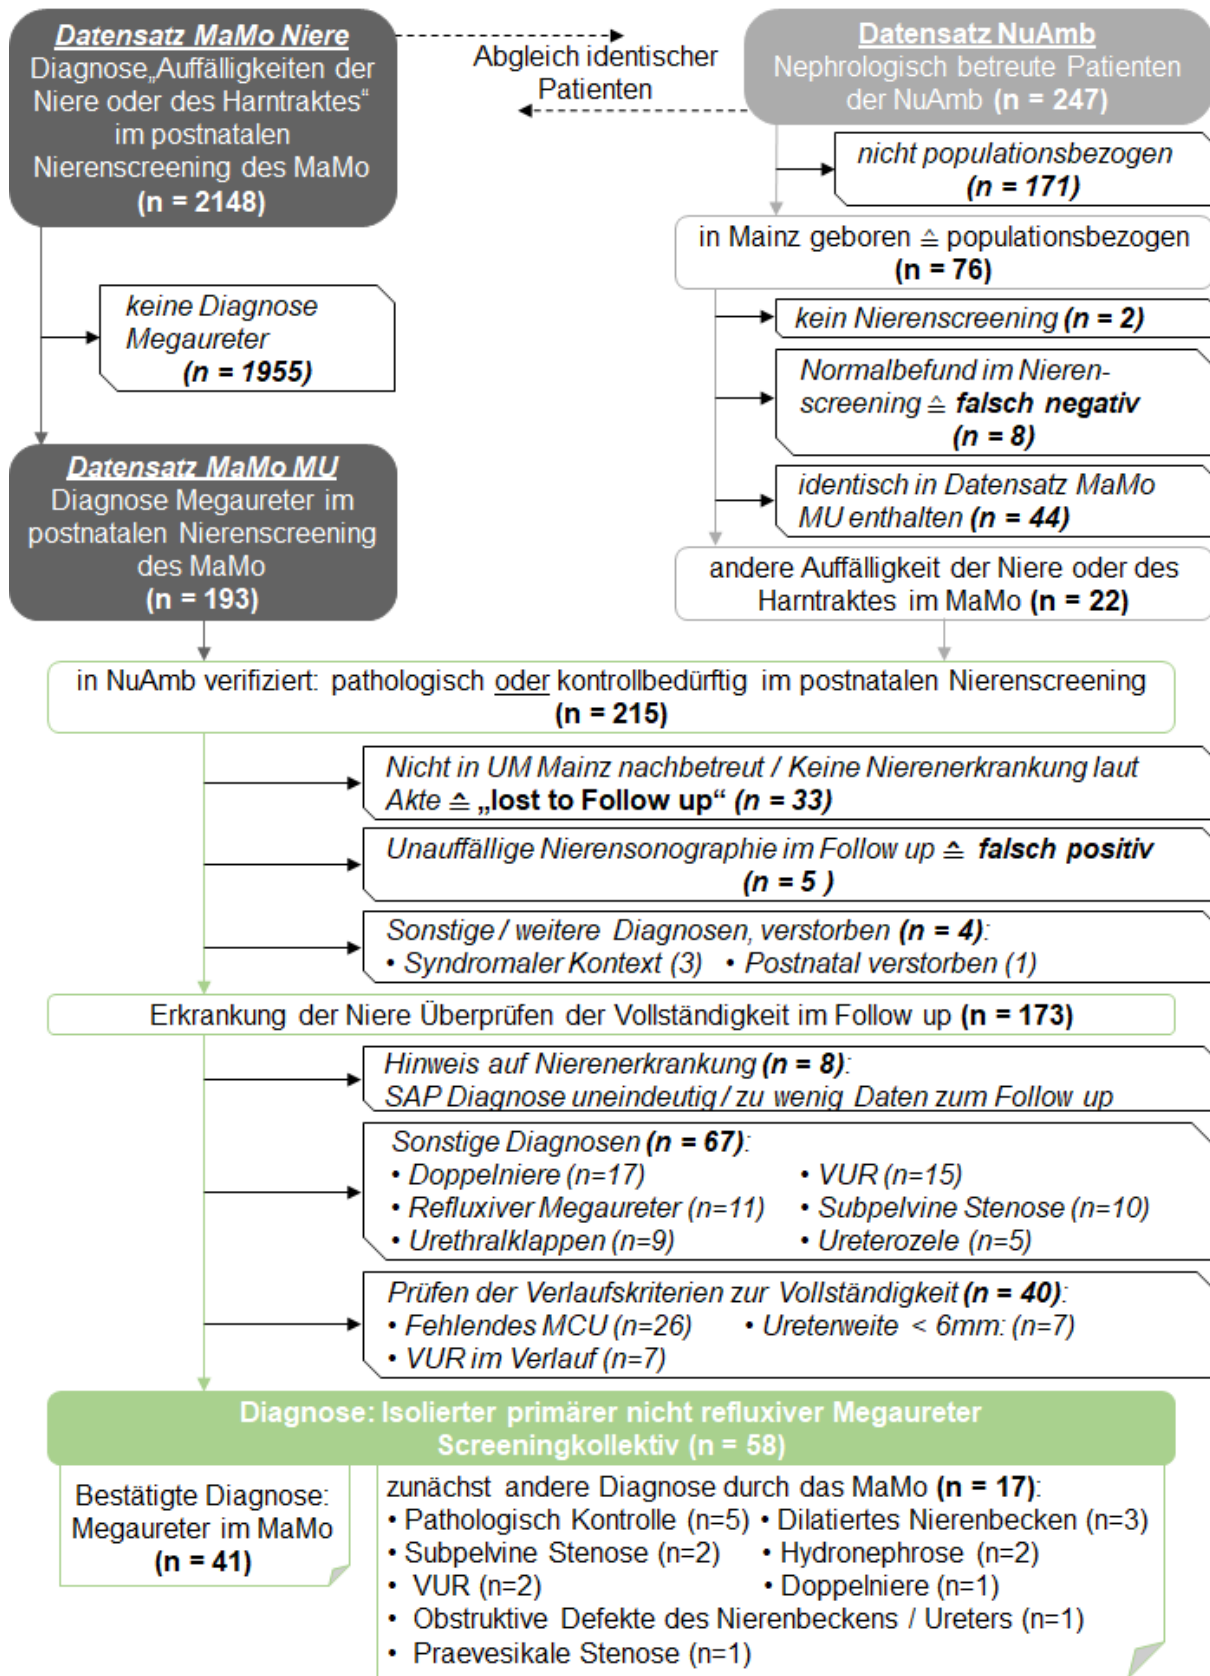 Datensatz MaMo Niere
Diagnose„Auffälligkeiten der
Niere oder des Harntraktes“
im postnatalen
Nierenscreening des MaMo
(n = 2148)
Abgleich identischer
Patienten
Datensatz NuAmb
Nephrologisch betreute Patienten
der NuAmb (n = 247)
nicht populationsbezogen
(n = 171)
in Mainz geboren ≙ populationsbezogen
(n = 76)
keine Diagnose
Megaureter
(n = 1955)
kein Nierenscreening (n = 2)
Normalbefund im Nieren-
screening ≙ falsch negativ
(n = 8)
identisch in Datensatz MaMo
MU enthalten (n = 44)
Datensatz MaMo MU
Diagnose Megaureter im
postnatalen Nierenscreening
des MaMo
(n = 193)
andere Auffälligkeit der Niere oder des
Harntraktes im MaMo (n = 22)
in NuAmb verifiziert: pathologisch oder kontrollbedürftig im postnatalen Nierenscreening
(n = 215)
Nicht in UM Mainz nachbetreut / Keine Nierenerkrankung laut
Akte ≙ „lost to Follow up“ (n = 33)
Unauffällige Nierensonographie im Follow up ≙ falsch positiv
(n = 5 )
Sonstige / weitere Diagnosen, verstorben (n = 4):
• Syndromaler Kontext (3) • Postnatal verstorben (1)
Erkrankung der Niere Überprüfen der Vollständigkeit im Follow up (n = 173)
Hinweis auf Nierenerkrankung (n = 8):
SAP Diagnose uneindeutig / zu wenig Daten zum Follow up
Sonstige Diagnosen (n = 67):
• Doppelniere (n=17) • VUR (n=15)
• Refluxiver Megaureter (n=11) • Subpelvine Stenose (n=10)
• Urethralklappen (n=9) • Ureterozele (n=5)
Prüfen der Verlaufskriterien zur Vollständigkeit (n = 40):
• Fehlendes MCU (n=26) • Ureterweite < 6mm: (n=7)
• VUR im Verlauf (n=7)
Diagnose: Isolierter primärer nicht refluxiver Megaureter
Screeningkollektiv (n = 58)
Bestätigte Diagnose:
Megaureter im MaMo
(n = 41)
zunächst andere Diagnose durch das MaMo (n = 17):
• Pathologisch Kontrolle (n=5) • Dilatiertes Nierenbecken (n=3)
• Subpelvine Stenose (n=2) • Hydronephrose (n=2)
• VUR (n=2) • Doppelniere (n=1)
• Obstruktive Defekte des Nierenbeckens / Ureters (n=1)
• Praevesikale Stenose (n=1)